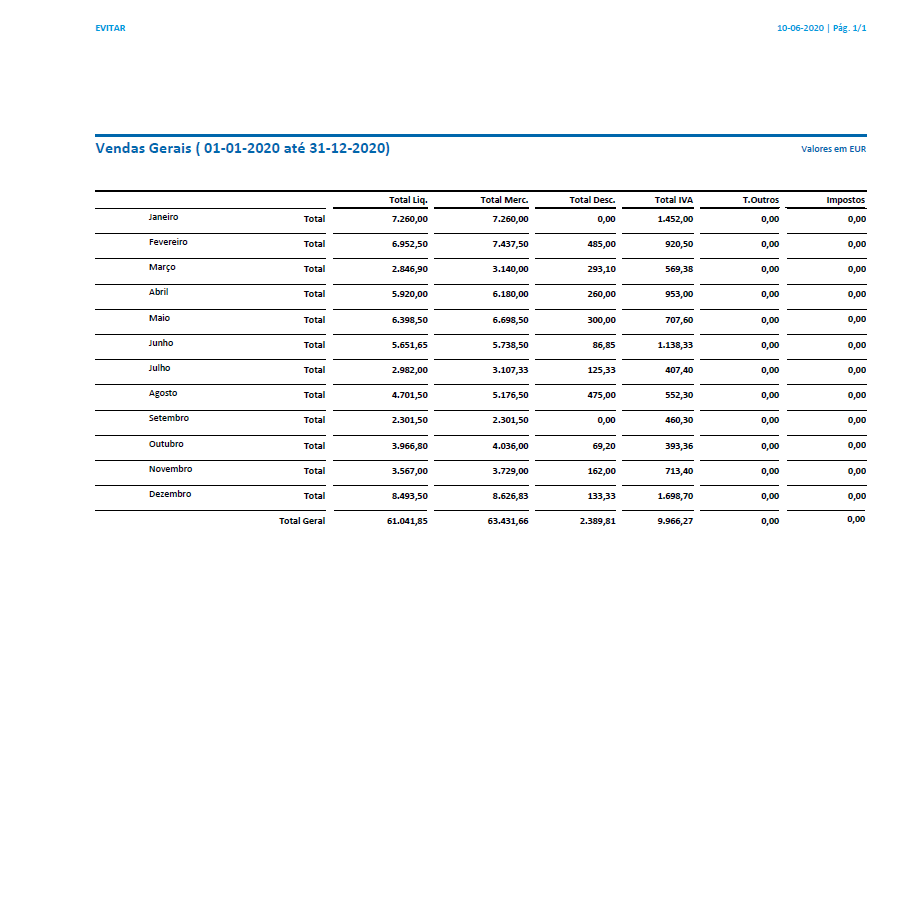 EVITAR 10-06-2020 | Pág. 1/1
Vendas Gerais ( 01-01-2020 até 31-12-2020) Valores em EUR
Total Liq. Total Merc. Total Desc. Total IVA T.Outros Impostos
Janeiro Total 7.260,00 7.260,00 0,00 1.452,00 0,00 0,00
Fevereiro Total 6.952,50 7.437,50 485,00 920,50 0,00 0,00
Março Total 2.846,90 3.140,00 293,10 569,38 0,00 0,00
Abril Total 5.920,00 6.180,00 260,00 953,00 0,00 0,00
Maio Total 6.398,50 6.698,50 300,00 707,60 0,00 0,00
Junho Total 5.651,65 5.738,50 86,85 1.138,33 0,00 0,00
Julho Total 2.982,00 3.107,33 125,33 407,40 0,00 0,00
Agosto Total 4.701,50 5.176,50 475,00 552,30 0,00 0,00
Setembro Total 2.301,50 2.301,50 0,00 460,30 0,00 0,00
Outubro Total 3.966,80 4.036,00 69,20 393,36 0,00 0,00
Novembro Total 3.567,00 3.729,00 162,00 713,40 0,00 0,00
Dezembro Total 8.493,50 8.626,83 133,33 1.698,70 0,00 0,00
Total Geral 61.041,85 63.431,66 2.389,81 9.966,27 0,00 0,00